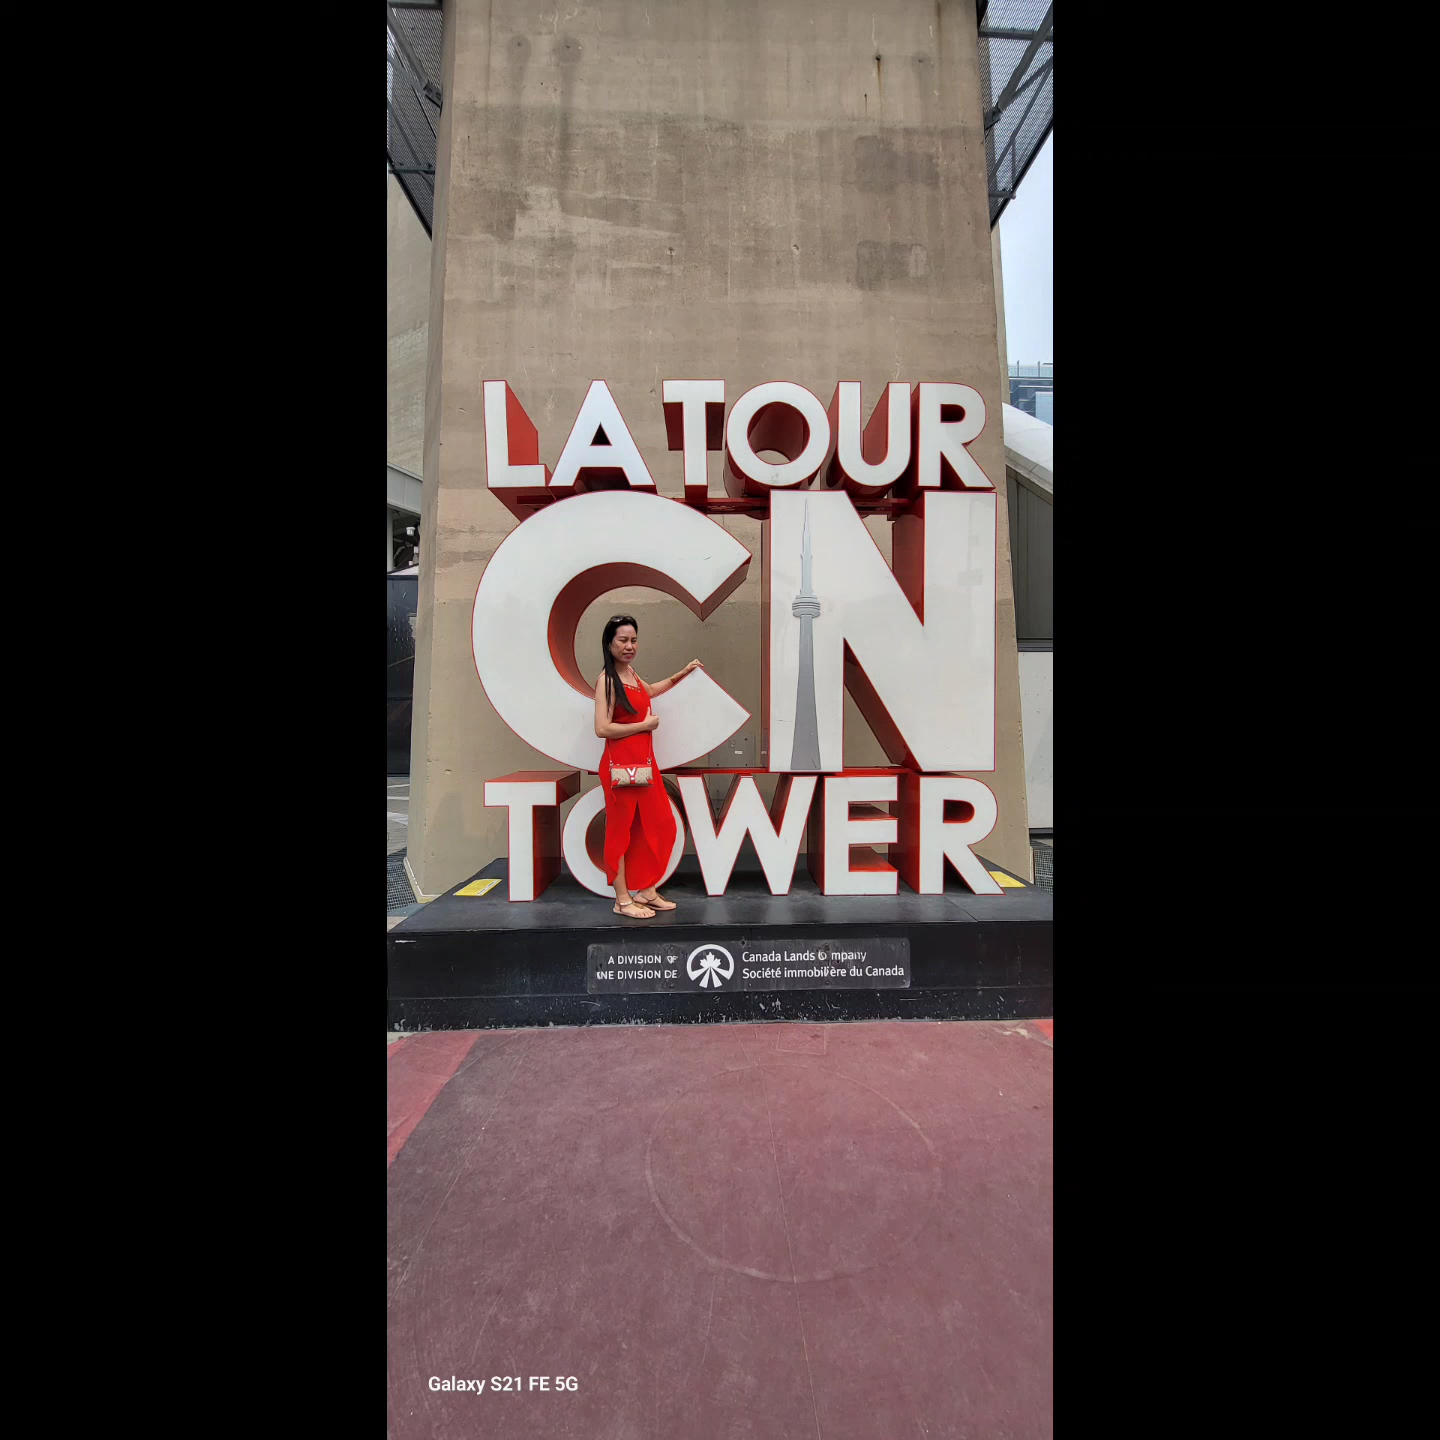 LA TOUR
CN
TOWER
A DIVISION OF
UNE DIVISION DE
Canada Lands Company
Société immobilière du Canada
Galaxy S21 FE 5G